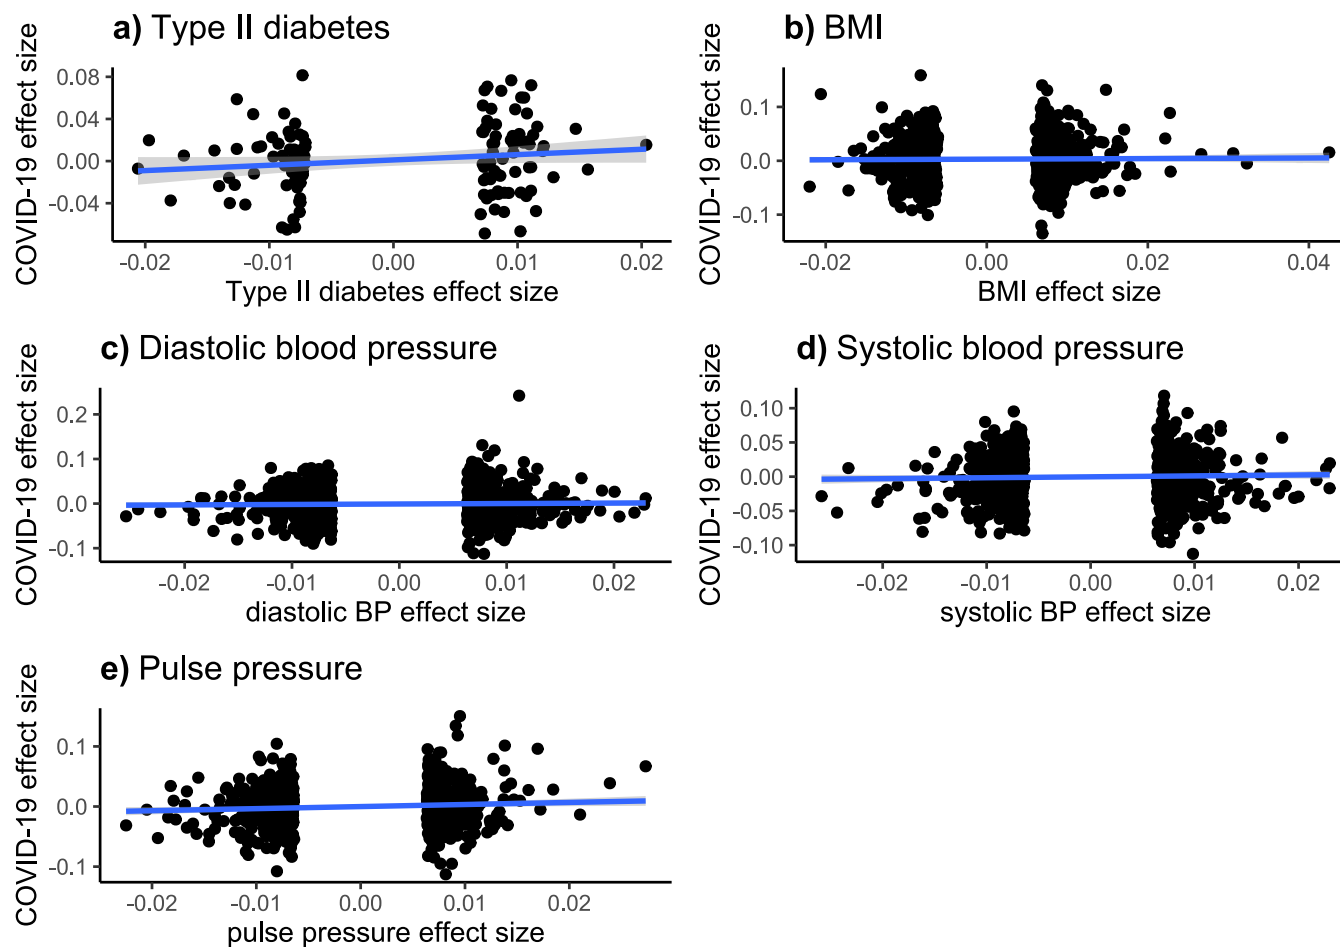 a) Type II diabetes
COVID-19 effect size
0.08
0.04
0.00
-0.04
-0.02
-0.01
0.00
0.01
0.02
Type II diabetes effect size
b) BMI
COVID-19 effect size
0.1
0.0
-0.1
-0.02
0.00
0.02
0.04
BMI effect size
c) Diastolic blood pressure
COVID-19 effect size
0.2
0.1
0.0
-0.1
-0.02
-0.01
0.00
0.01
0.02
diastolic BP effect size
d) Systolic blood pressure
COVID-19 effect size
0.10
0.05
0.00
-0.05
-0.10
-0.02
-0.01
0.00
0.01
0.02
systolic BP effect size
e) Pulse pressure
COVID-19 effect size
0.1
0.0
-0.1
-0.02
-0.01
0.00
0.01
0.02
pulse pressure effect size